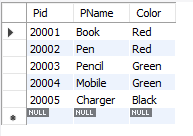 Pid PName Color
20001 Book Red
20002 Pen Red
20003 Pencil Green
20004 Mobile Green
20005 Charger Black
NULL NULL NULL